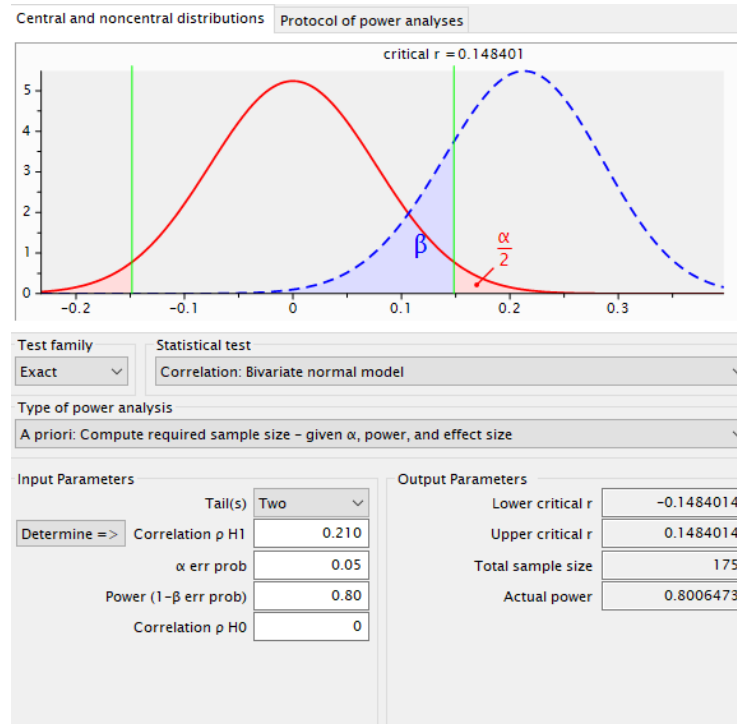 Central and noncentral distributions Protocol of power analyses
critical r = 0.148401
5
4
3
2
1
0
β
α
2
-0.2 -0.1 0 0.1 0.2 0.3
Test family Statistical test
Exact Correlation: Bivariate normal model
Type of power analysis
A priori: Compute required sample size – given α, power, and effect size
Input Parameters Output Parameters
Tail(s) Two Lower critical r -0.1484014
Determine => Correlation ρ H1 0.210 Upper critical r 0.1484014
α err prob 0.05 Total sample size 175
Power (1-β err prob) 0.80 Actual power 0.8006473
Correlation ρ H0 0